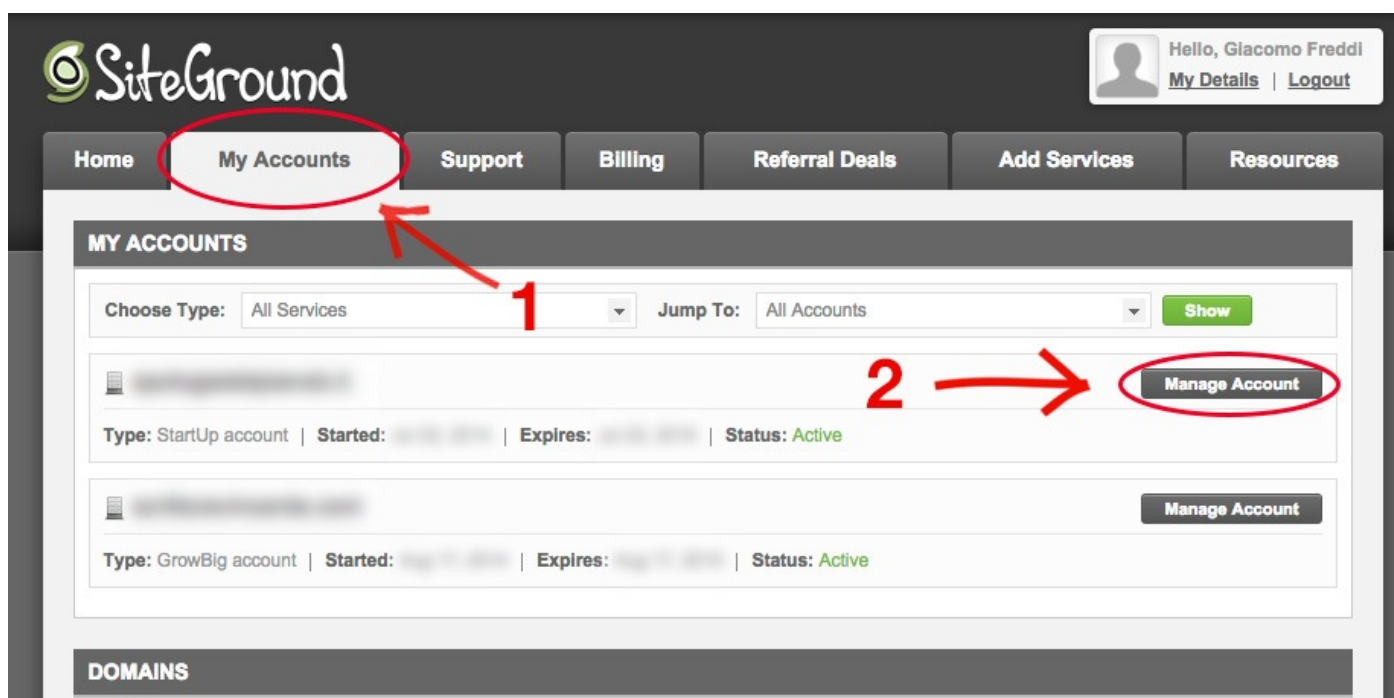 SiteGround
Hello, Giacomo Freddi
My Details | Logout
Home My Accounts Support Billing Referral Deals Add Services Resources
MY ACCOUNTS
1
Choose Type: All Services Jump To: All Accounts Show
2
Manage Account
Type: StartUp account | Started: | Expires: | Status: Active
Manage Account
Type: GrowBig account | Started: | Expires: | Status: Active
DOMAINS